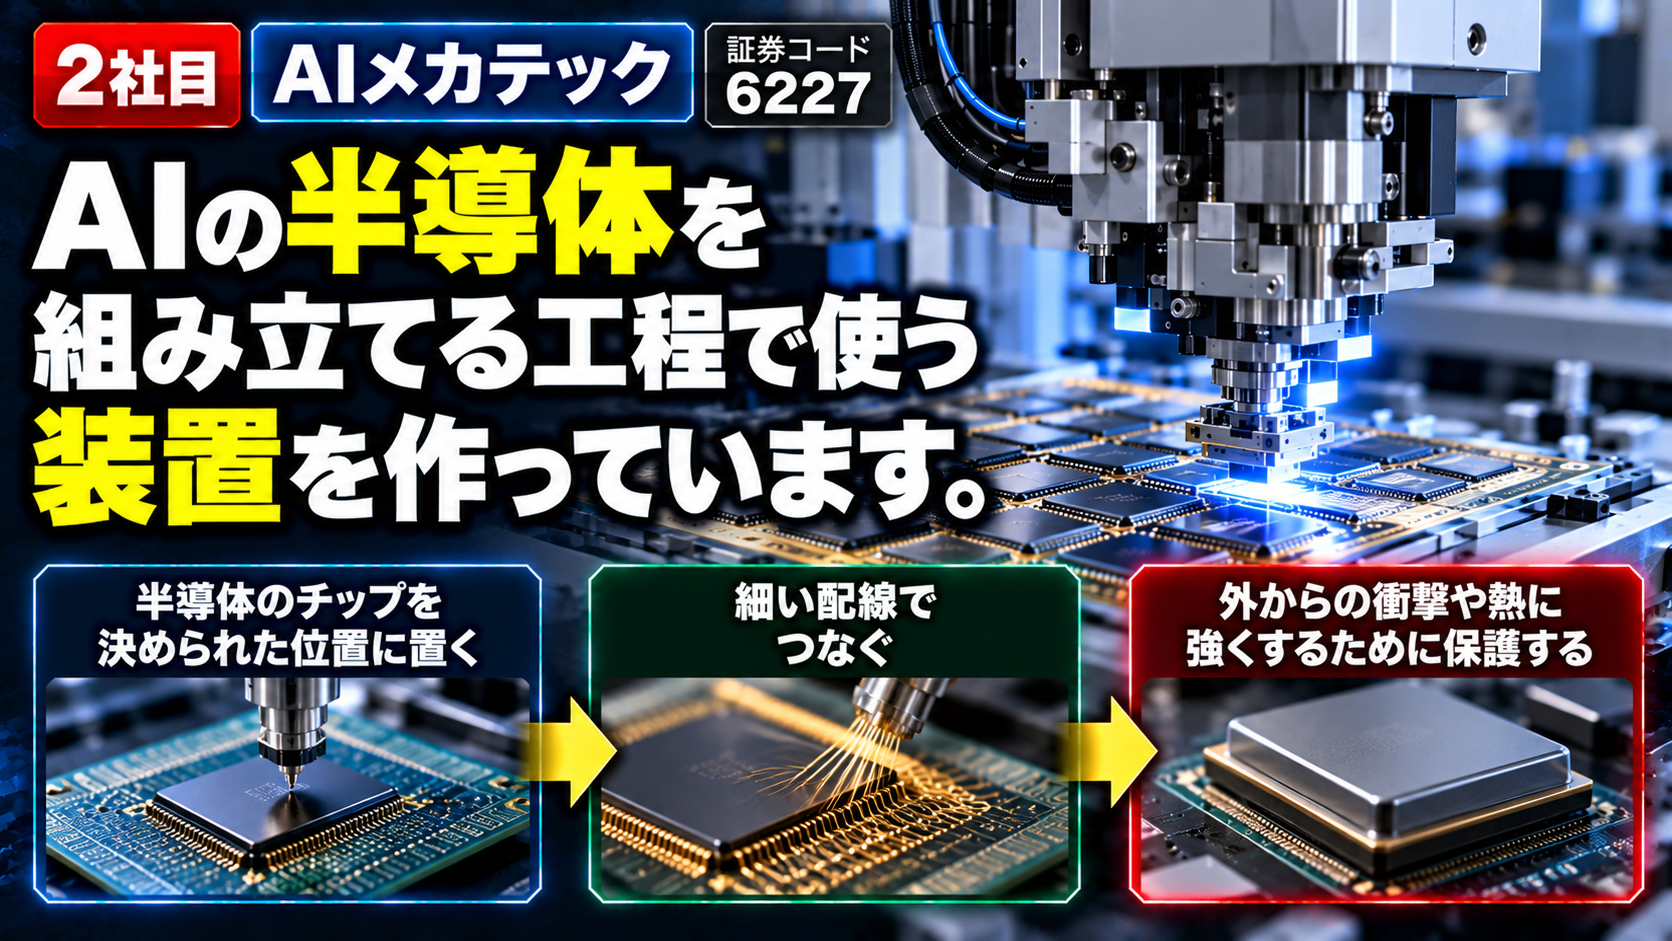 2社目
AIメカテック
証券コード
6227
AIの半導体を
組み立てる工程で使う
装置を作っています。
半導体のチップを
決められた位置に置く
細い配線で
つなぐ
外からの衝撃や熱に
強くするために保護する